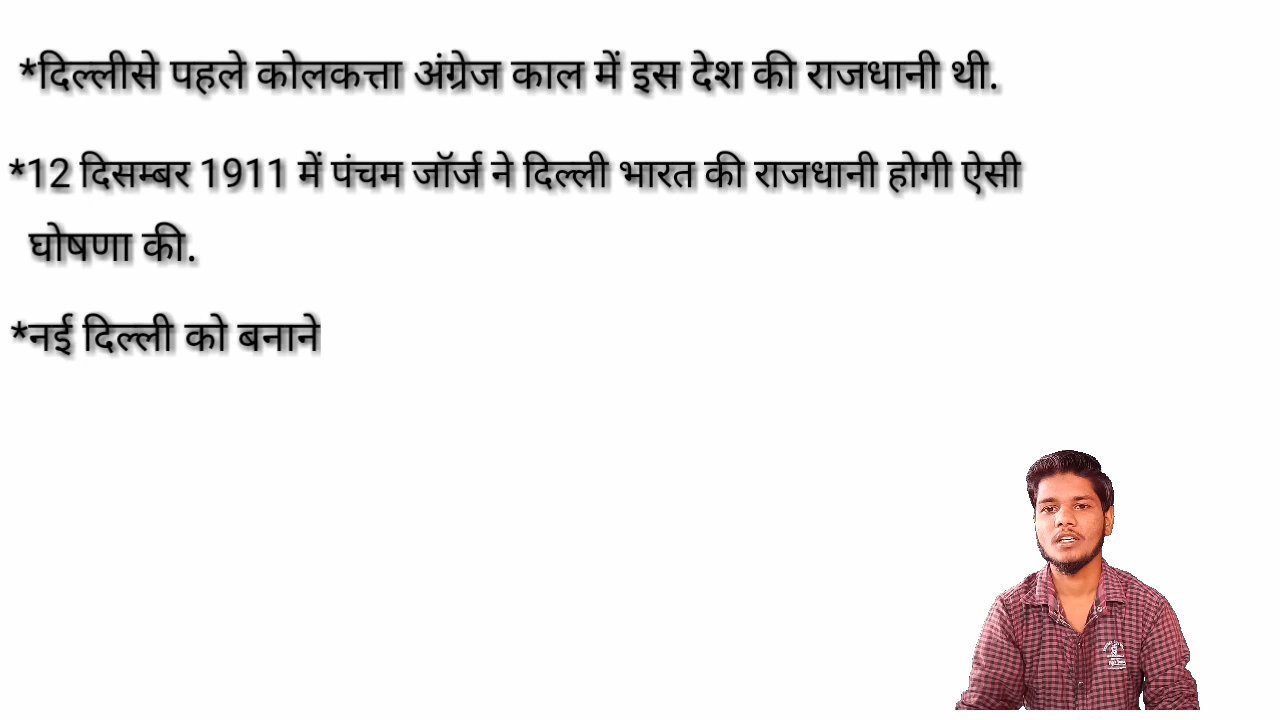 *दिल्लीसे पहले कोलकत्ता अंग्रेज काल में इस देश की राजधानी थी.
*12 दिसम्बर 1911 में पंचम जॉर्ज ने दिल्ली भारत की राजधानी होगी ऐसी
घोषणा की.
*नई दिल्ली को बनाने